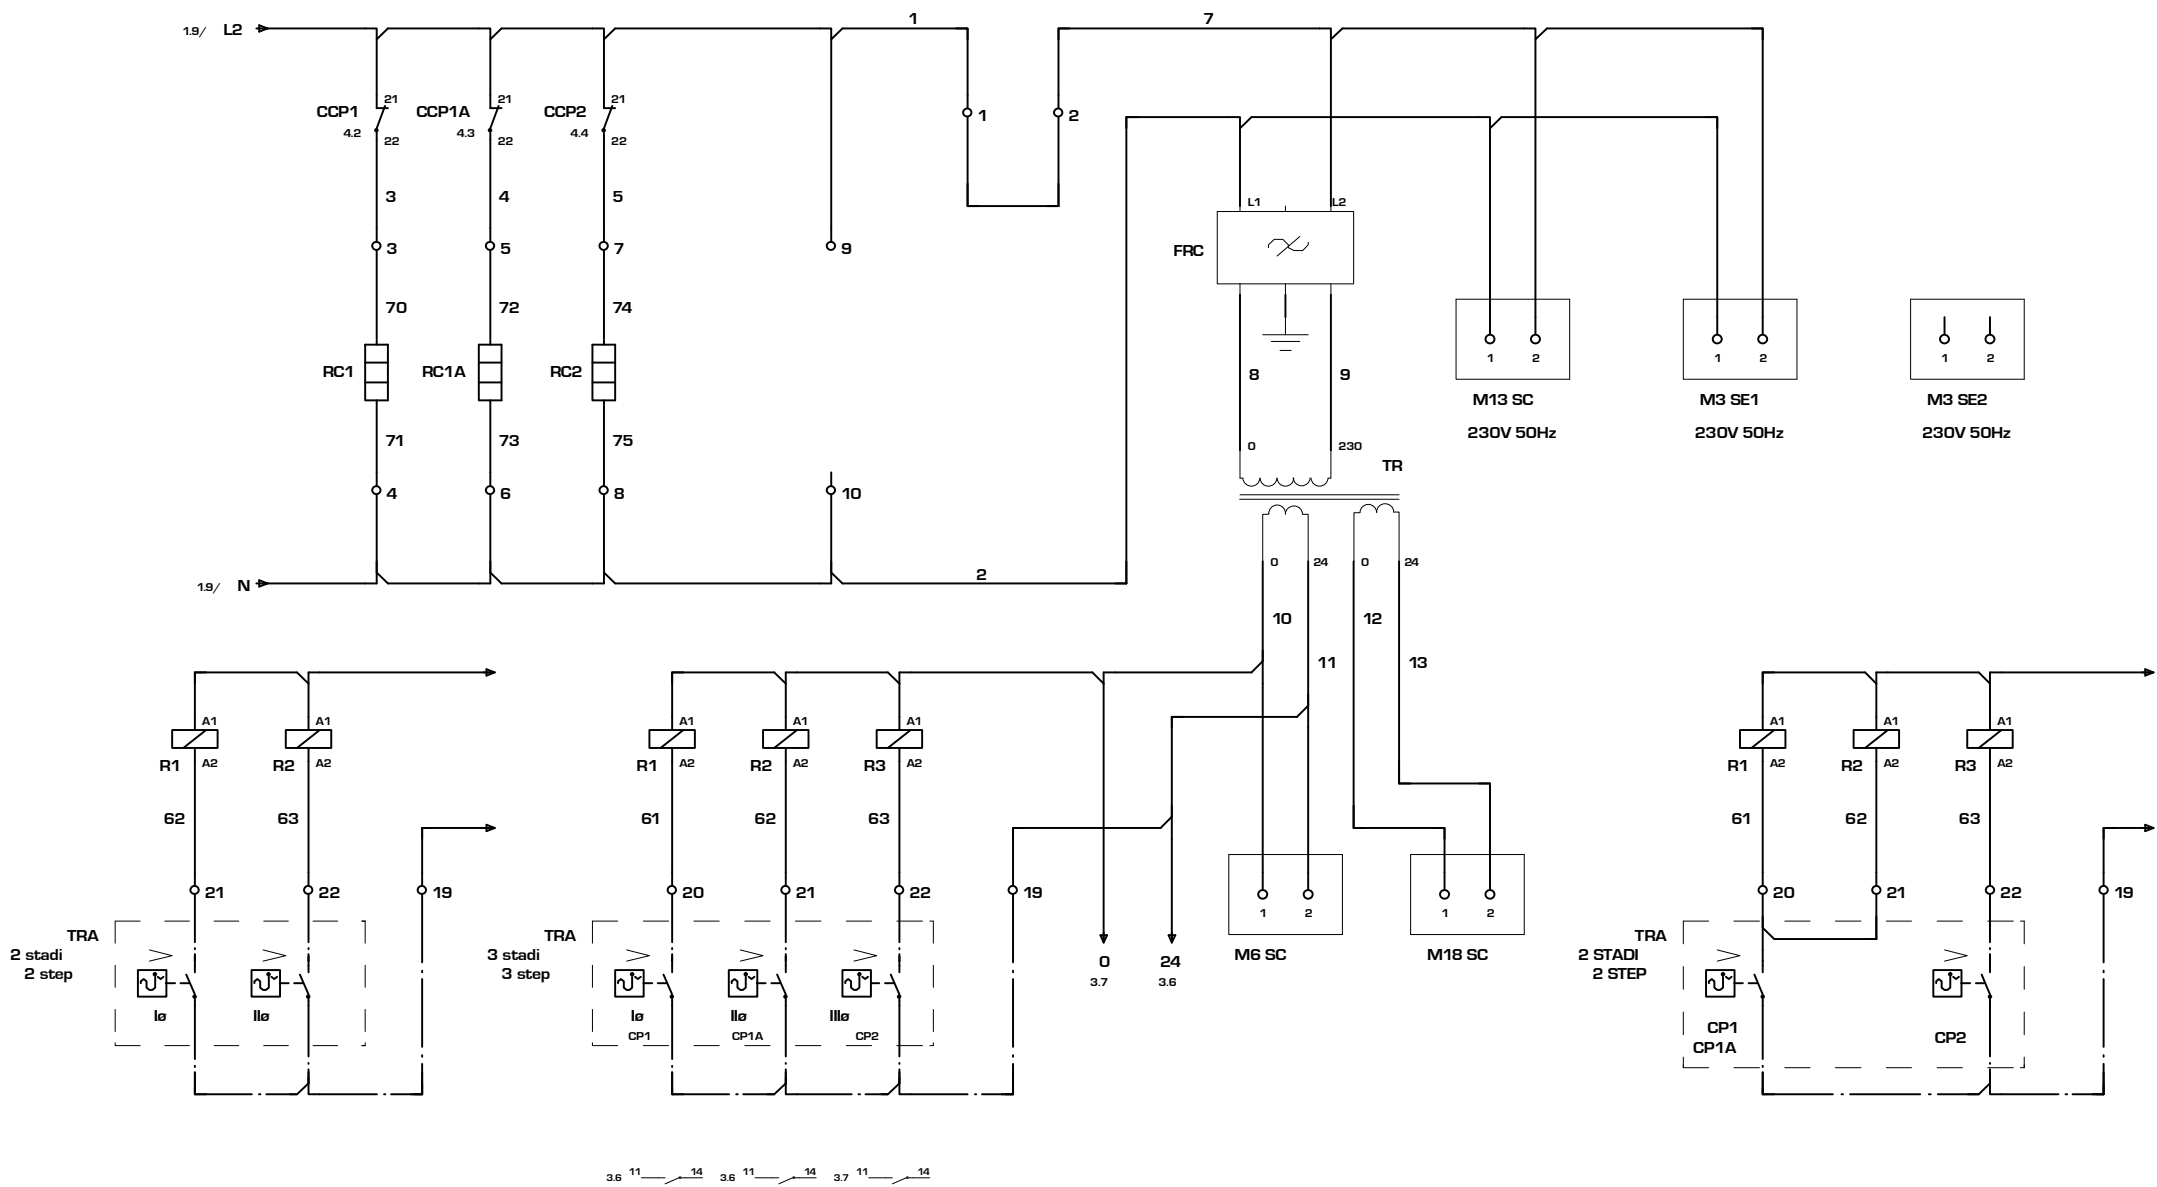 1 7
1.9/ L2
CCP1 21 CCP1A 21 CCP2 21
4.2 22 4.3 22 4.4 22
1 2
3 4 5
L1 L2
3 5 7 9
FRC
70 72 74
1 2 1 2 1 2
RC1 RC1A RC2
8 9
M13 SC M3 SE1 M3 SE2
230V 50Hz 230V 50Hz 230V 50Hz
71 73 75
0 230
TR
4 6 8 10
0 24 0 24
2
1.9/ N
10 12
11 13
A1 A1 A1 A1 A1 A1 A1 A1
R1 A2 R2 A2 R1 A2 R2 A2 R3 A2 R1 A2 R2 A2 R3 A2
62 63 61 62 63 61 62 63
21 22 19 20 21 22 19 20 21 22 19
1 2 1 2
TRA TRA TRA
2 stadi 3 stadi M6 SC M18 SC 2 STADI
2 step 3 step 2 STEP
0 24
3.7 3.6
Iø IIø Iø IIø IIIø
CP1 CP1A CP2
CP1 CP2
CP1A
3.6 11 14 3.6 11 14 3.7 11 14